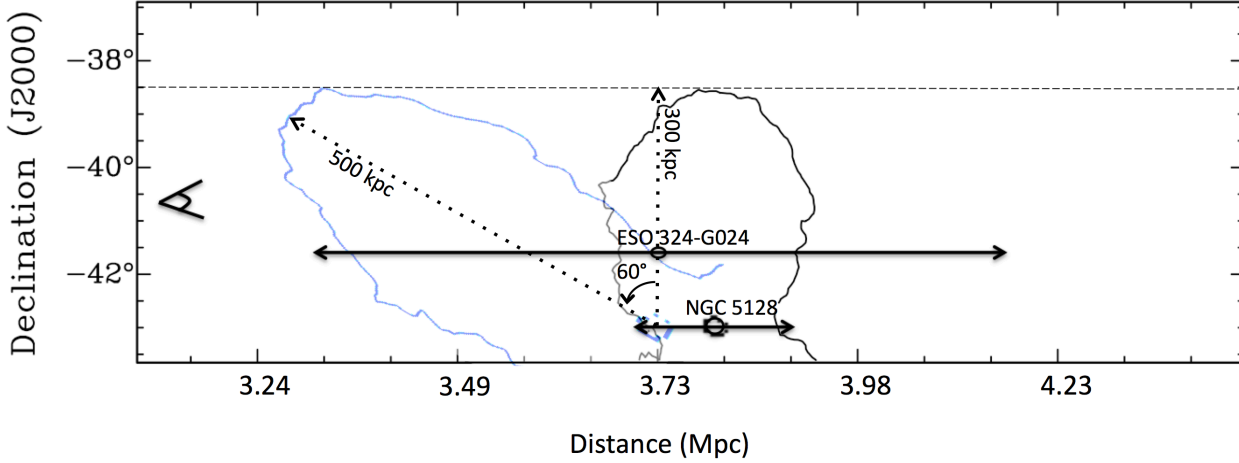 Declination (J2000)
−38°
−40°
−42°
500 kpc
300 kpc
ESO 324-G024
60°
NGC 5128
3.24 3.49 3.73 3.98 4.23
Distance (Mpc)